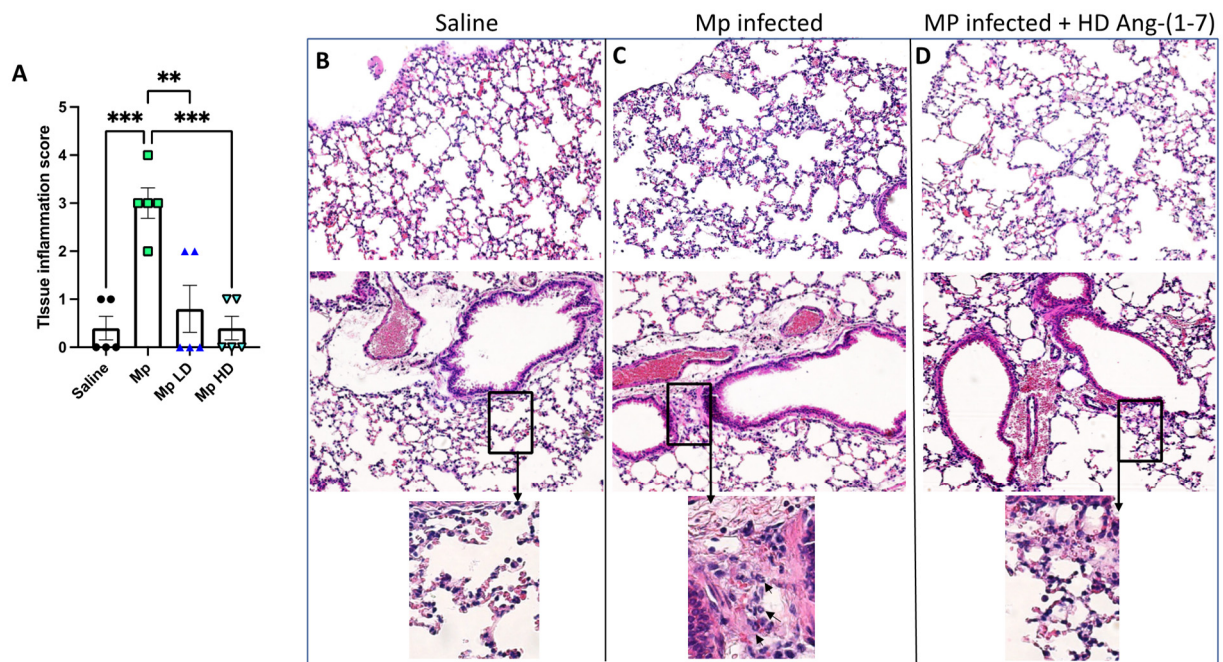 Saline Mp infected MP infected + HD Ang-(1-7)
A B C D
**
*** ***
Tissue inflammation score
5
4
3
2
1
0
Saline Mp Mp LD Mp HD